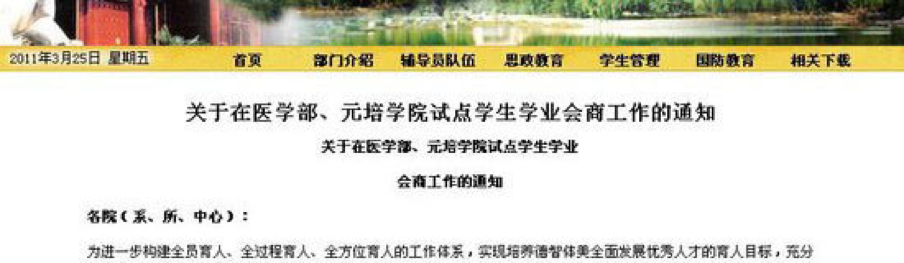 2011年3月25日 星期五 首页 部门介绍 辅导员队伍 思政教育 学生管理 国防教育 相关下载
关于在医学部、元培学院试点学生学业会商工作的通知
关于在医学部、元培学院试点学生学业
会商工作的通知
各院（系、所、中心）：
为进一步构建全员育人、全过程育人、全方位育人的工作体系，实现培养德智体美全面发展优秀人才的育人目标，充分